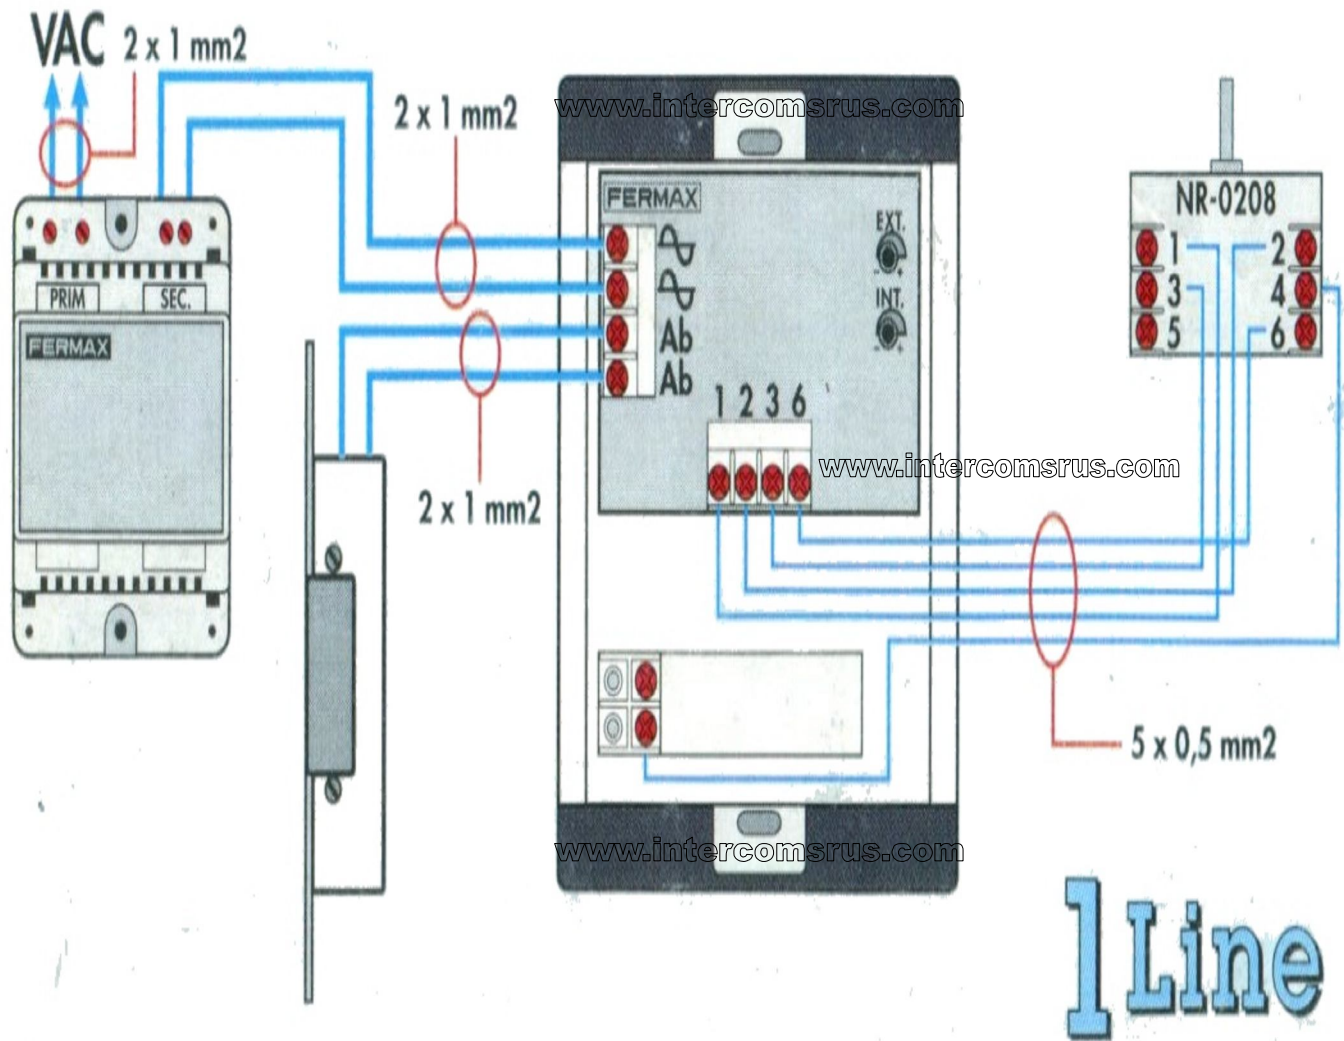 VAC 2 x 1 mm2
2 x 1 mm2
www.intercomsrus.com
FERMAX
EXT.
- +
INT.
- +
Ab
Ab
1 2 3 6
NR-0208
1 2
3 4
5 6
PRIM SEC.
FERMAX
www.intercomsrus.com
2 x 1 mm2
5 x 0,5 mm2
www.intercomsrus.com
1 Line